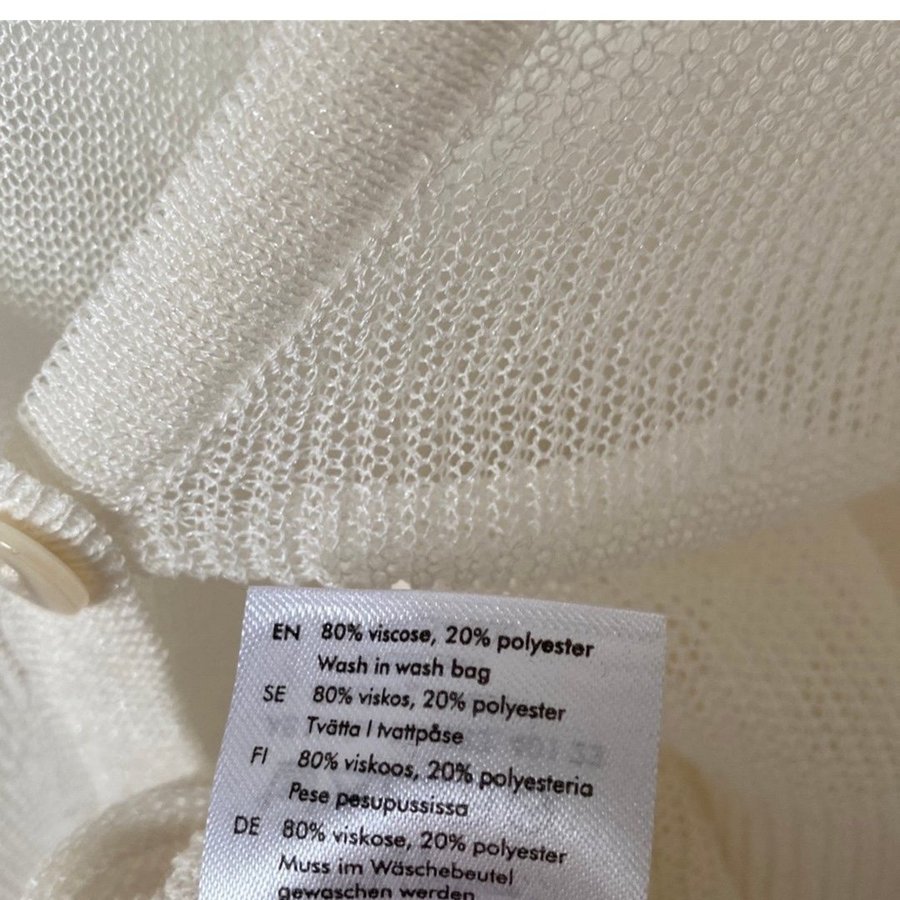 EN 80% viscose, 20% polyester
Wash in wash bag
SE 80% viskos, 20% polyester
Tvätta I tvattpåse
FI 80% viskoos, 20% polyesteria
Pese pesupussissa
DE 80% viskose, 20% polyester
Muss im Wäschebeutel
gewaschen werden